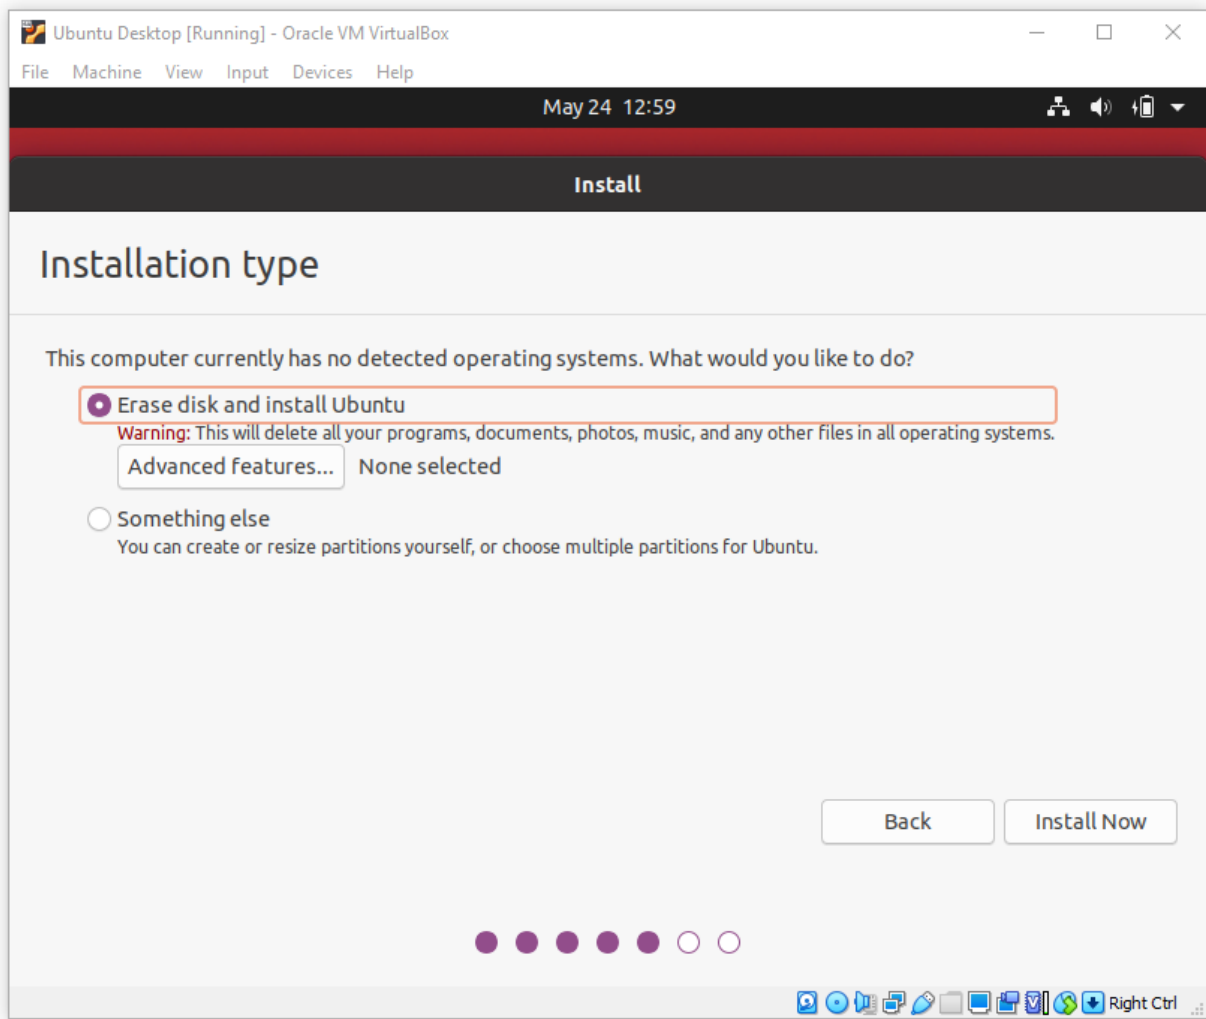 Ubuntu Desktop [Running] - Oracle VM VirtualBox
File Machine View Input Devices Help
May 24 12:59
Install
Installation type
This computer currently has no detected operating systems. What would you like to do?
Erase disk and install Ubuntu
Warning: This will delete all your programs, documents, photos, music, and any other files in all operating systems.
Advanced features... None selected
Something else
You can create or resize partitions yourself, or choose multiple partitions for Ubuntu.
Back Install Now
Right Ctrl